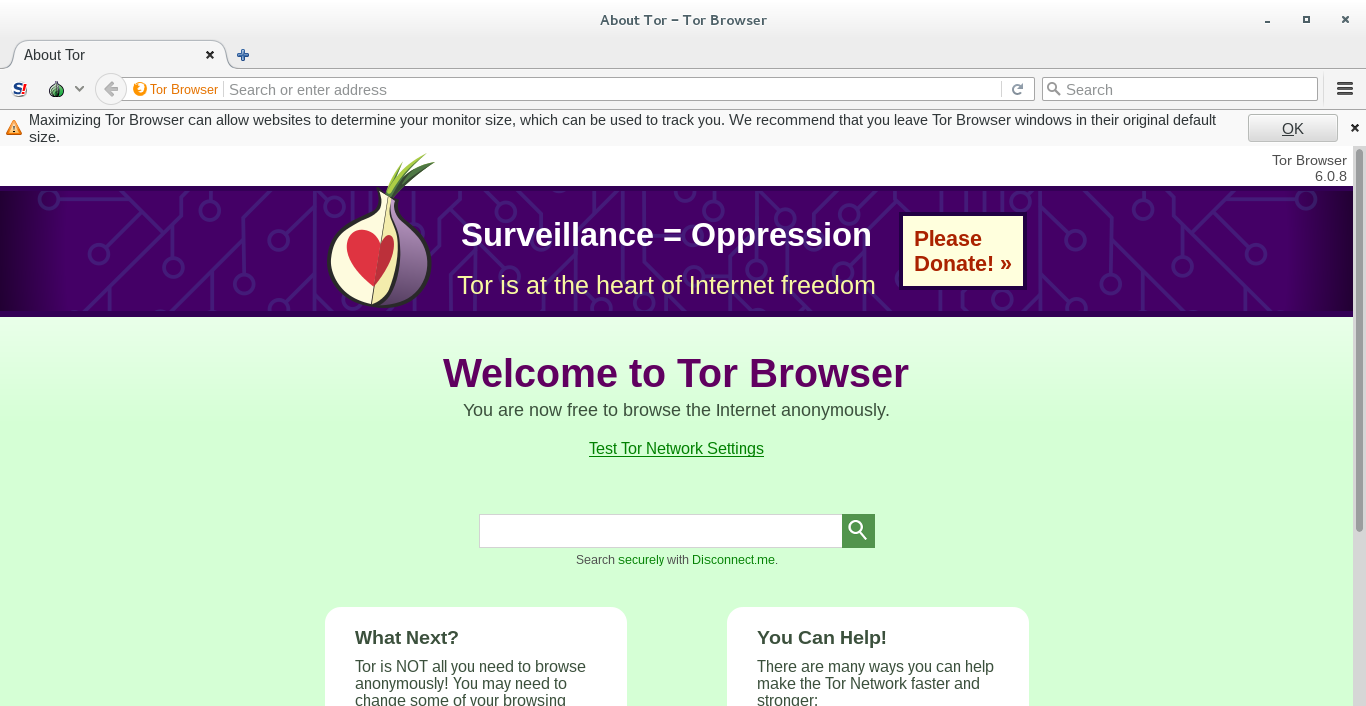 About Tor – Tor Browser
About Tor
Tor Browser
Search or enter address
Search
Maximizing Tor Browser can allow websites to determine your monitor size, which can be used to track you. We recommend that you leave Tor Browser windows in their original default
size.
OK
Tor Browser
6.0.8
Surveillance = Oppression
Tor is at the heart of Internet freedom
Please
Donate! »
Welcome to Tor Browser
You are now free to browse the Internet anonymously.
Test Tor Network Settings
Search securely with Disconnect.me.
What Next?
Tor is NOT all you need to browse
anonymously! You may need to
change some of your browsing
You Can Help!
There are many ways you can help
make the Tor Network faster and
stronger: